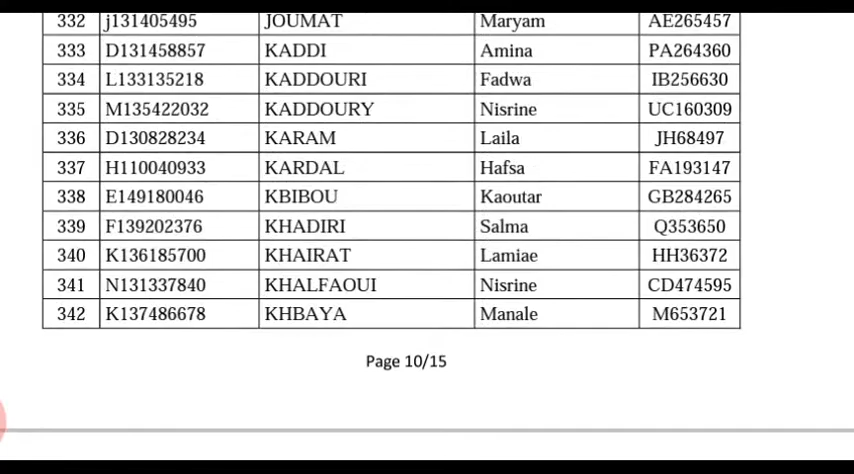 332 j131405495 JOUMAT Maryam AE265457
333 D131458857 KADDI Amina PA264360
334 L133135218 KADDOURI Fadwa IB256630
335 M135422032 KADDOURY Nisrine UC160309
336 D130828234 KARAM Laila JH68497
337 H110040933 KARDAL Hafsa FA193147
338 E149180046 KBIBOU Kaoutar GB284265
339 F139202376 KHADIRI Salma Q353650
340 K136185700 KHAIRAT Lamiae HH36372
341 N131337840 KHALFAOUI Nisrine CD474595
342 K137486678 KHBAYA Manale M653721
Page 10/15